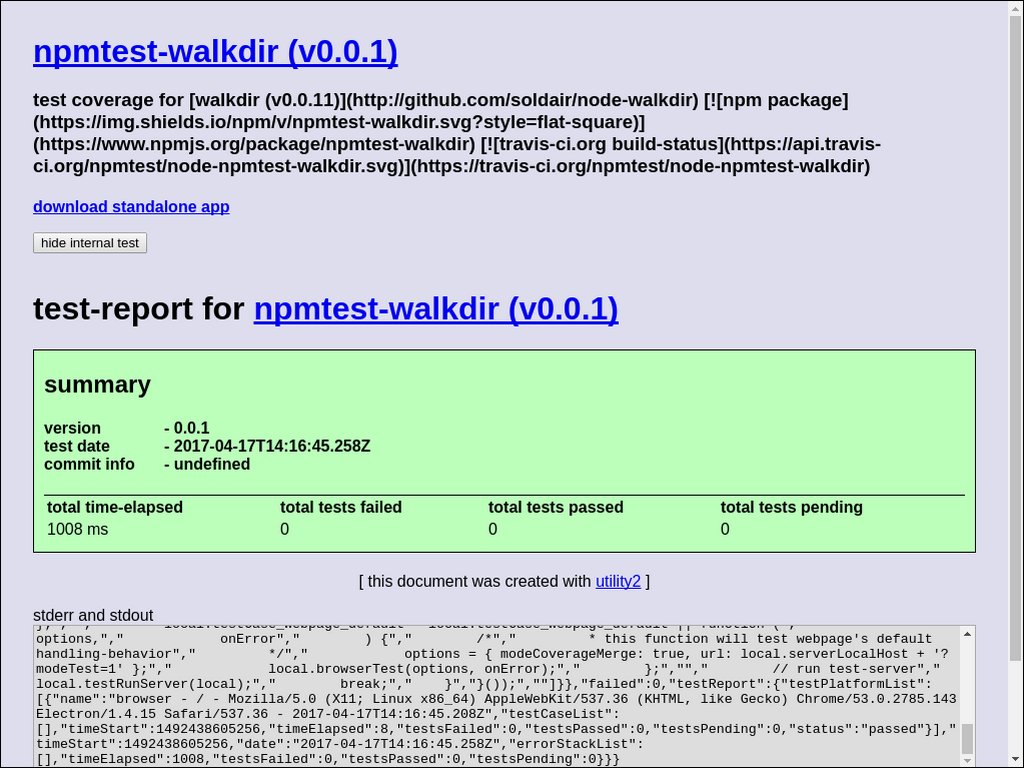 npmtest-walkdir (v0.0.1)
test coverage for [walkdir (v0.0.11)](http://github.com/soldair/node-walkdir) [![npm package]
(https://img.shields.io/npm/v/npmtest-walkdir.svg?style=flat-square)]
(https://www.npmjs.org/package/npmtest-walkdir) [![travis-ci.org build-status](https://api.travis-
ci.org/npmtest/node-npmtest-walkdir.svg)](https://travis-ci.org/npmtest/node-npmtest-walkdir)
download standalone app
hide internal test
test-report for npmtest-walkdir (v0.0.1)
summary
version - 0.0.1
test date - 2017-04-17T14:16:45.258Z
commit info - undefined
total time-elapsed total tests failed total tests passed total tests pending
1008 ms 0 0 0
[ this document was created with utility2 ]
stderr and stdout
options,"," onError"," ) {"," /*"," * this function will test webpage's default
handling-behavior"," */"," options = { modeCoverageMerge: true, url: local.serverLocalHost + '?
modeTest=1' };"," local.browserTest(options, onError);"," };",""," // run test-server","
local.testRunServer(local);"," break;"," }","}());",""]}},"failed":0,"testReport":{"testPlatformList":
[{"name":"browser - / - Mozilla/5.0 (X11; Linux x86_64) AppleWebKit/537.36 (KHTML, like Gecko) Chrome/53.0.2785.143
Electron/1.4.15 Safari/537.36 - 2017-04-17T14:16:45.208Z","testCaseList":
[],"timeStart":1492438605256,"timeElapsed":8,"testsFailed":0,"testsPassed":0,"testsPending":0,"status":"passed"}],"
timeStart":1492438605256,"date":"2017-04-17T14:16:45.258Z","errorStackList":
[],"timeElapsed":1008,"testsFailed":0,"testsPassed":0,"testsPending":0}}}